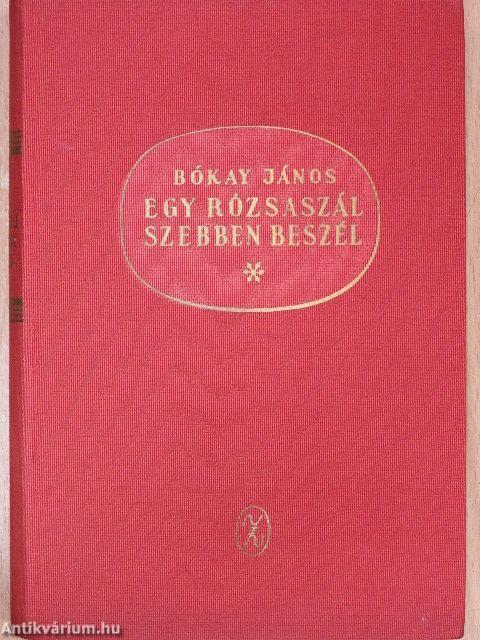 BÓKAY JÁNOS
EGY RÓZSASZÁL
SZEBBEN BESZÉL
*
Antikvárium.hu